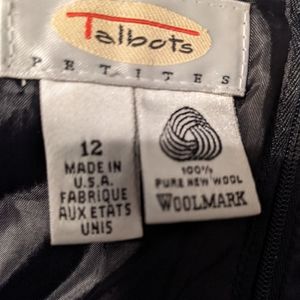 Talbots
PETITES
12
MADE IN
U.S.A.
FABRIQUE
AUX ETATS
UNIS
100%
PURE NEW WOOL
WOOLMARK